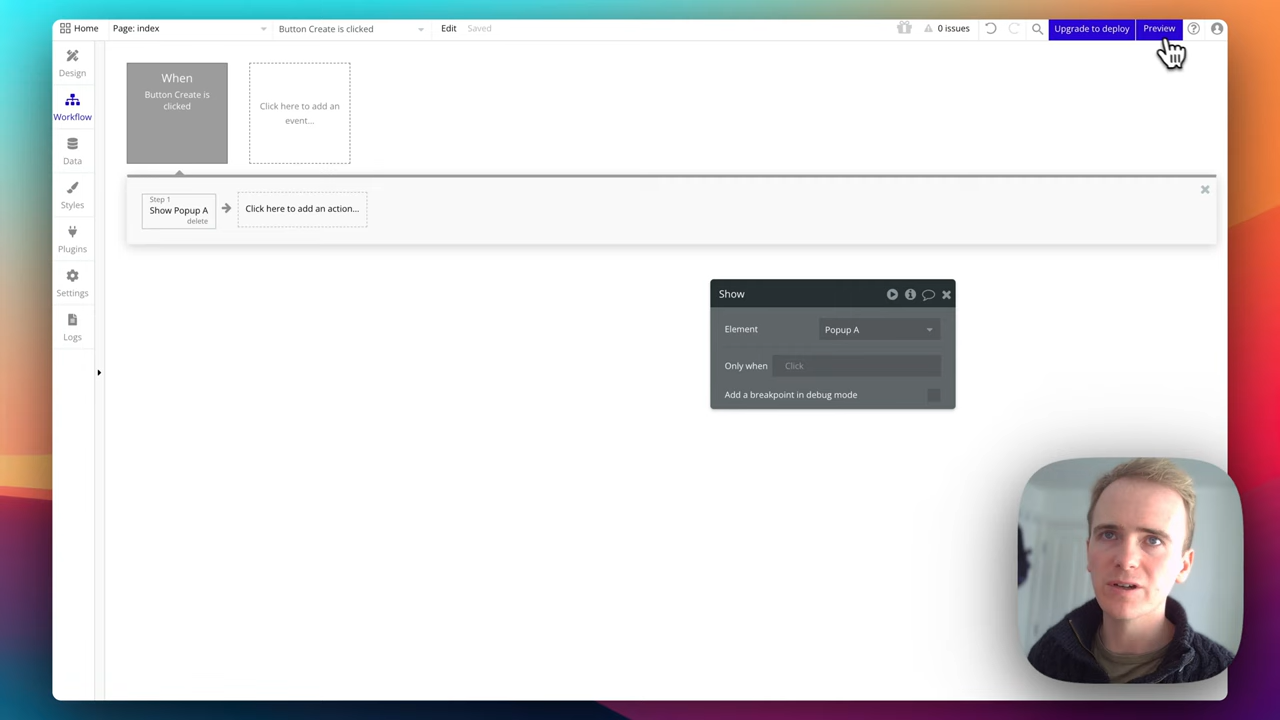 Home
Page: index
Button Create is clicked
Edit
Saved
0 issues
Upgrade to deploy
Preview
Design
Workflow
Data
Styles
Plugins
Settings
Logs
When
Button Create is
clicked
Click here to add an
event...
Step 1
Show Popup A
delete
Click here to add an action...
Show
Element
Popup A
Only when
Click
Add a breakpoint in debug mode